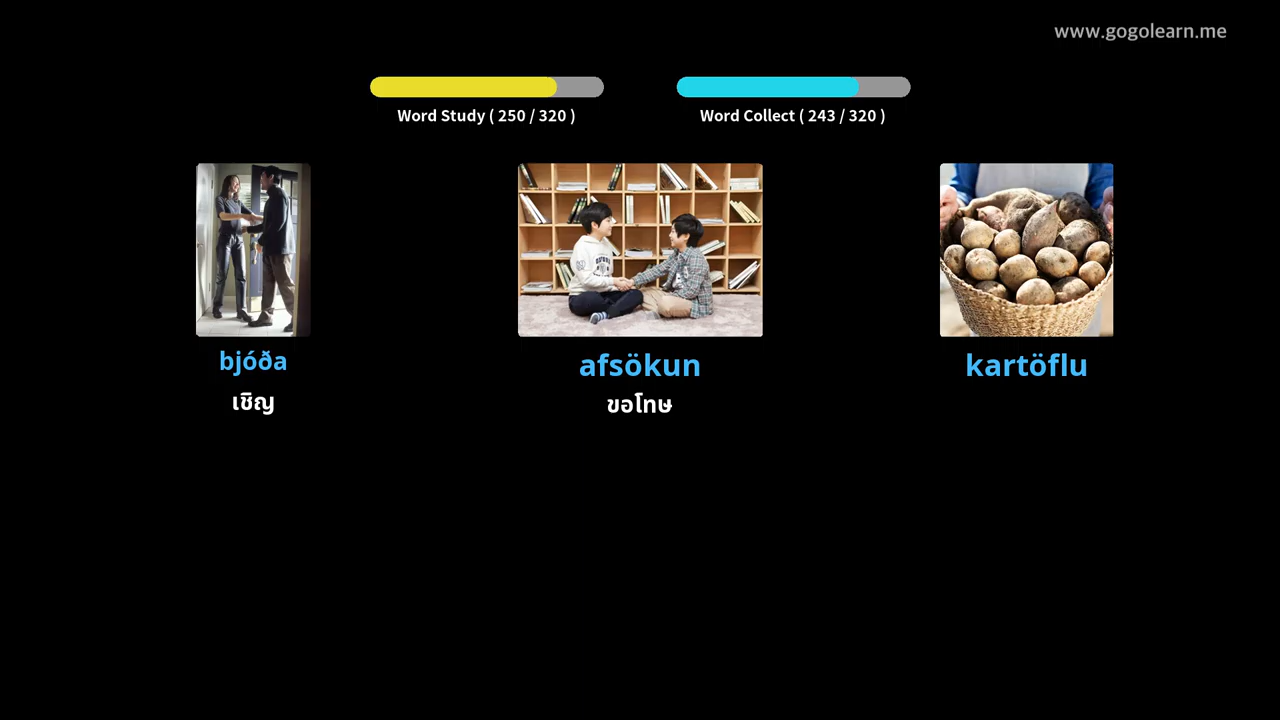 www.gogolearn.me
Word Study ( 250 / 320 )
Word Collect ( 243 / 320 )
bjóða
afsökun
kartöflu
เชิญ
ขอโทษ